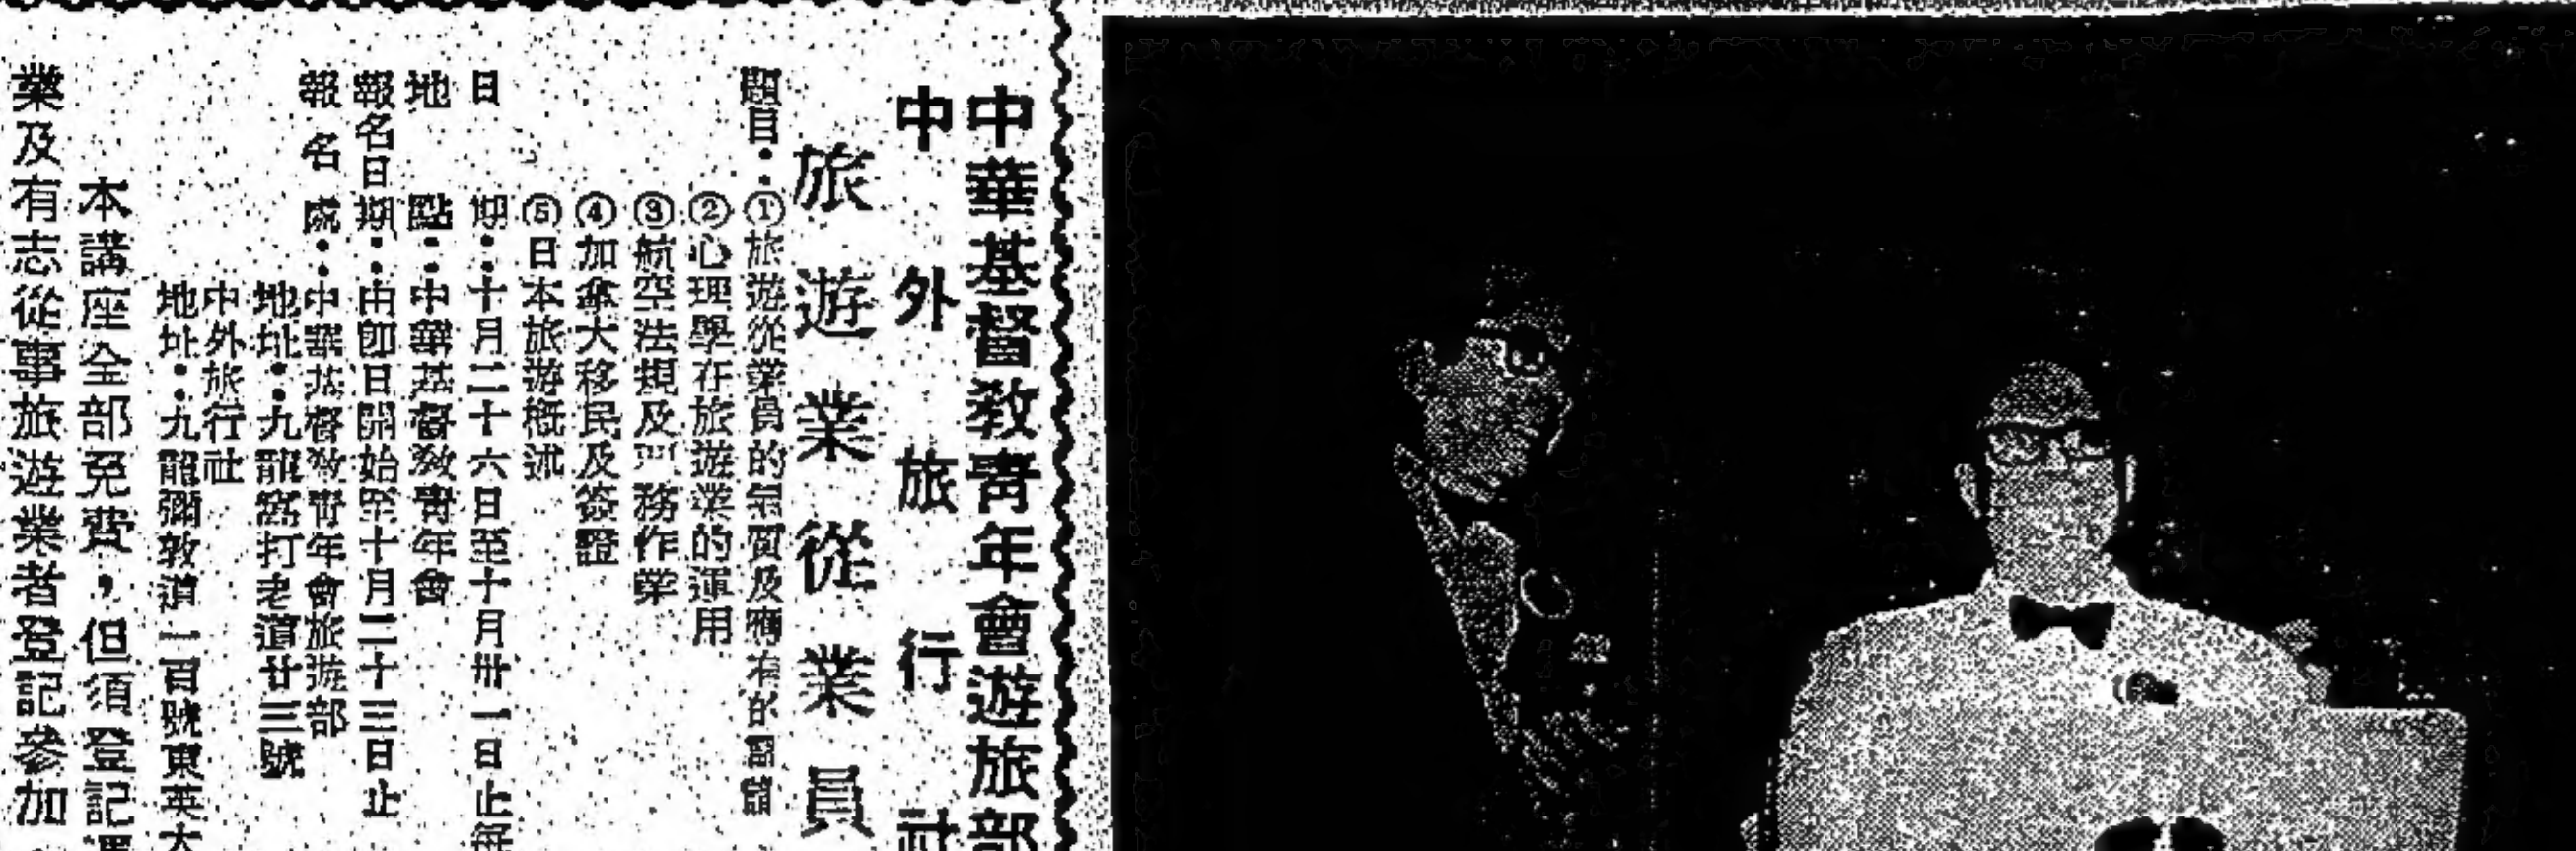 中華基督教青年會遊旅部
中外旅行社
旅遊業從業員
題目：①旅遊從業員的 及應有的
②心理學在旅遊業的運用
③航空法規及 務作業
④加拿大移民及簽證
⑤日本旅游概述
日期：十月二十六日至十月卅一日止每
地點：中華基督教青年會
報名日期：由即日開始至十月二十三日止
報名處：中華基督教青年會旅遊部
地址：九龍窩打老道廿三號
中外旅行社
地址：九龍彌敦道一百號東英大
本講座全部免費，但須登記
業及有志從事旅遊業者登記參加